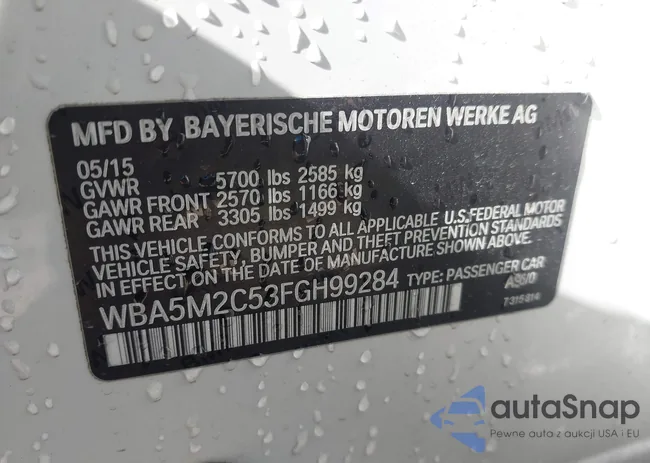 MFD BY BAYERISCHE MOTOREN WERKE AG
05/15
GVWR 5700 lbs 2585 kg
GAWR FRONT 2570 lbs 1166 kg
GAWR REAR 3305 lbs 1499 kg
THIS VEHICLE CONFORMS TO ALL APPLICABLE U.S.FEDERAL MOTOR
VEHICLE SAFETY, BUMPER, AND THEFT PREVENTION STANDARDS
IN EFFECT ON THE DATE OF MANUFACTURE SHOWN ABOVE.
WBA5M2C53FGH99284 TYPE: PASSENGER CAR
A96/0
7315814
autaSnap
Pewne auta z aukcji USA i EU